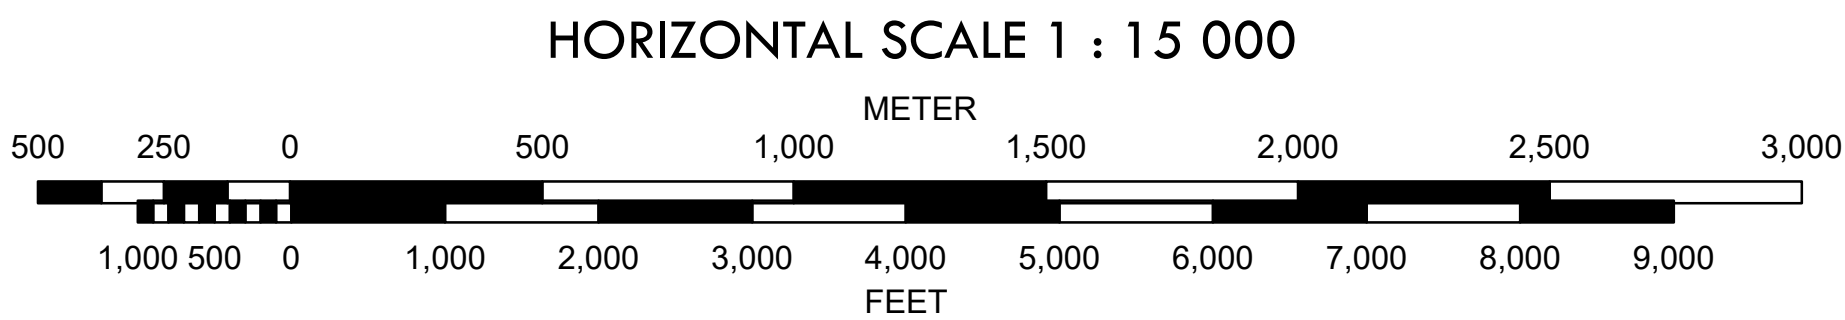 HORIZONTAL SCALE 1 : 15 000
METER
500 250 0 500 1,000 1,500 2,000 2,500 3,000
1,000 500 0 1,000 2,000 3,000 4,000 5,000 6,000 7,000 8,000 9,000
FEET